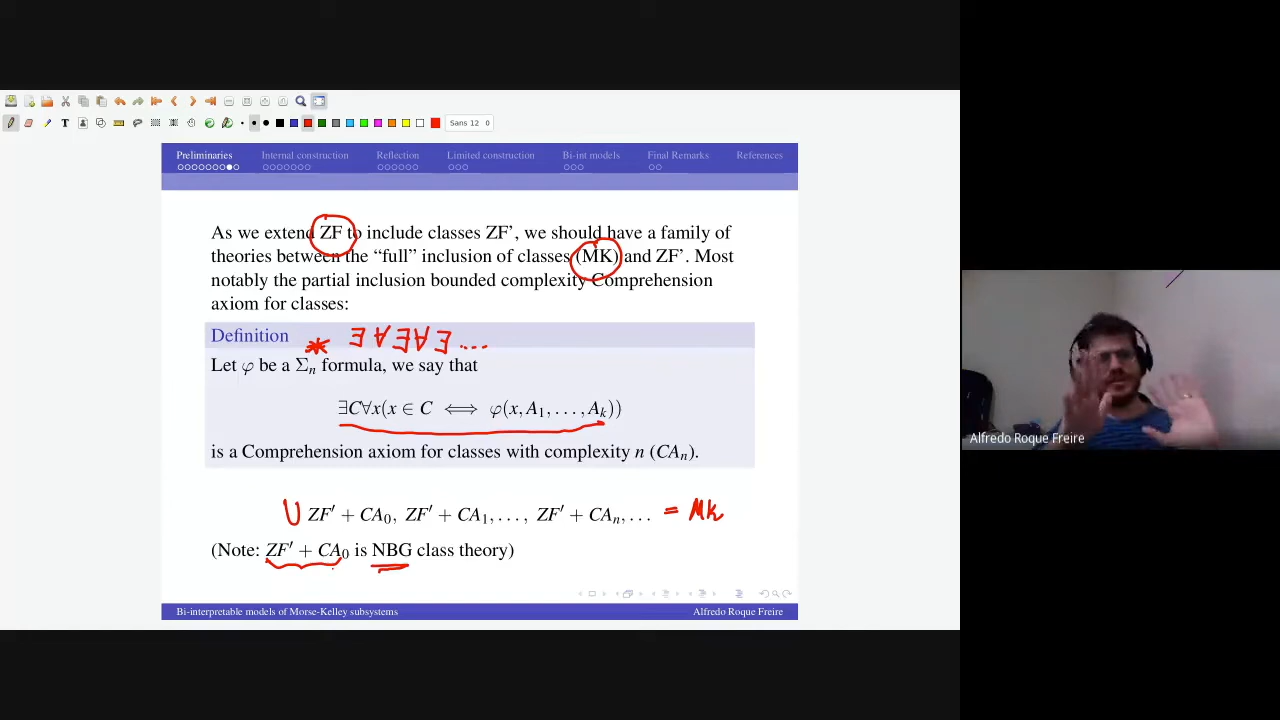 Sans 12 0
Preliminaries Internal construction Reflection Limited construction Bi-int models Final Remarks References
As we extend ZF to include classes ZF’, we should have a family of
theories between the “full” inclusion of classes (MK) and ZF’. Most
notably the partial inclusion bounded complexity Comprehension
axiom for classes:
Definition * ∃ ∀ ∃ ∀ ∃ ...
Let φ be a Σₙ formula, we say that
∃C∀x(x ∈ C ⟺ φ(x, A₁, . . . , Aₖ))
is a Comprehension axiom for classes with complexity n (CAₙ).
∪ ZF′ + CA₀, ZF′ + CA₁, . . . , ZF′ + CAₙ, . . . = MK
(Note: ZF′ + CA₀ is NBG class theory)
Bi-interpretable models of Morse-Kelley subsystems Alfredo Roque Freire
Alfredo Roque Freire